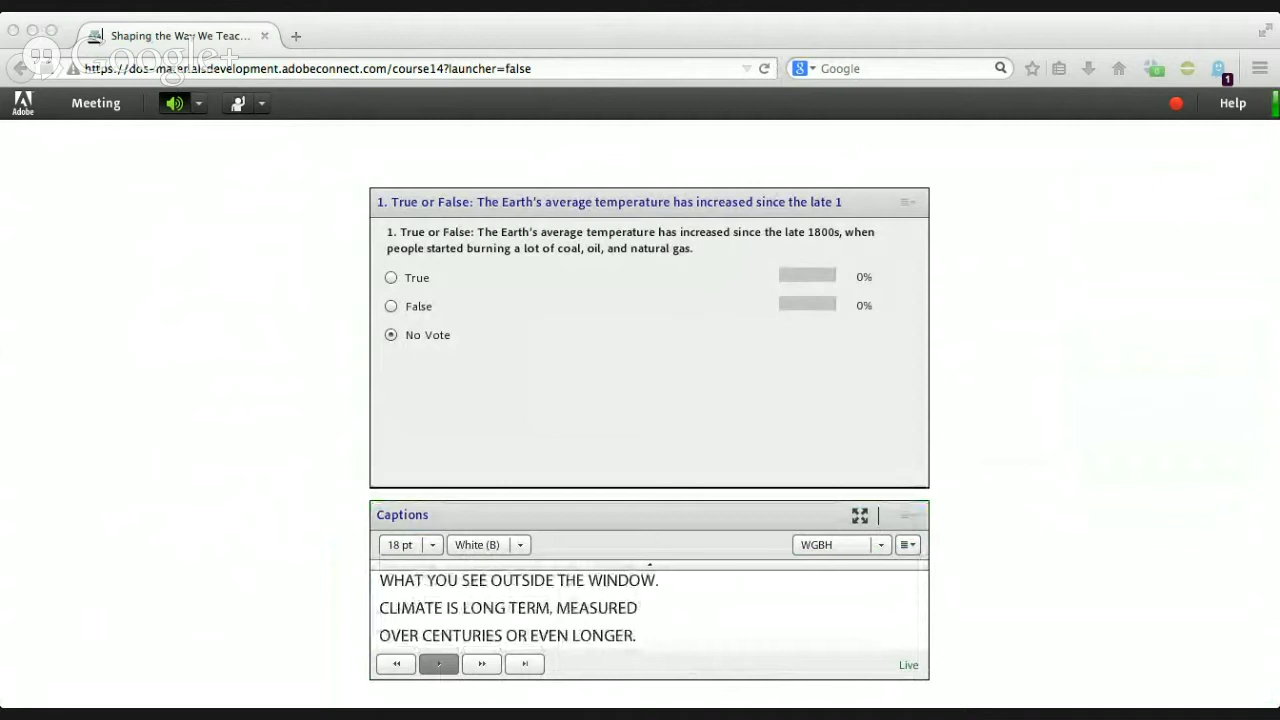 Shaping the Way We Teac...
Google+
https://dos-materialsdevelopment.adobeconnect.com/course14?launcher=false
Google
1
Adobe
Meeting
Help
1. True or False: The Earth's average temperature has increased since the late 1
1. True or False: The Earth's average temperature has increased since the late 1800s, when
people started burning a lot of coal, oil, and natural gas.
True 0%
False 0%
No Vote
Captions
18 pt White (B) WGBH
WHAT YOU SEE OUTSIDE THE WINDOW.
CLIMATE IS LONG TERM, MEASURED
OVER CENTURIES OR EVEN LONGER.
Live